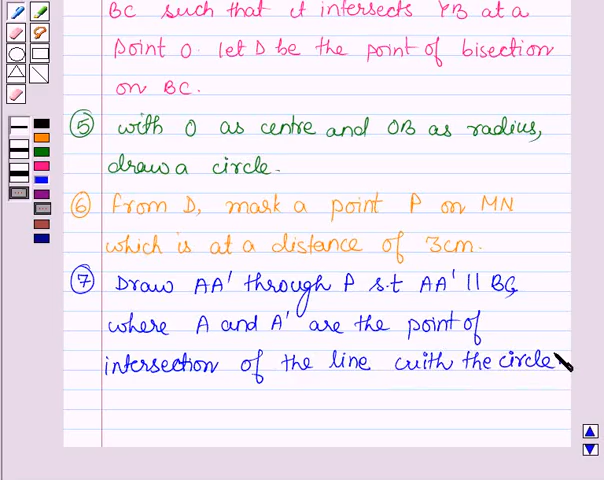 BC such that it intersects YB at a
point O. let D be the point of bisection
on BC.
5 with O as centre and OB as radius,
draw a circle.
6 From D, mark a point P on MN
which is at a distance of 3cm.
7 Draw AA' through P s.t AA' || BC,
where A and A' are the point of
intersection of the line with the circle